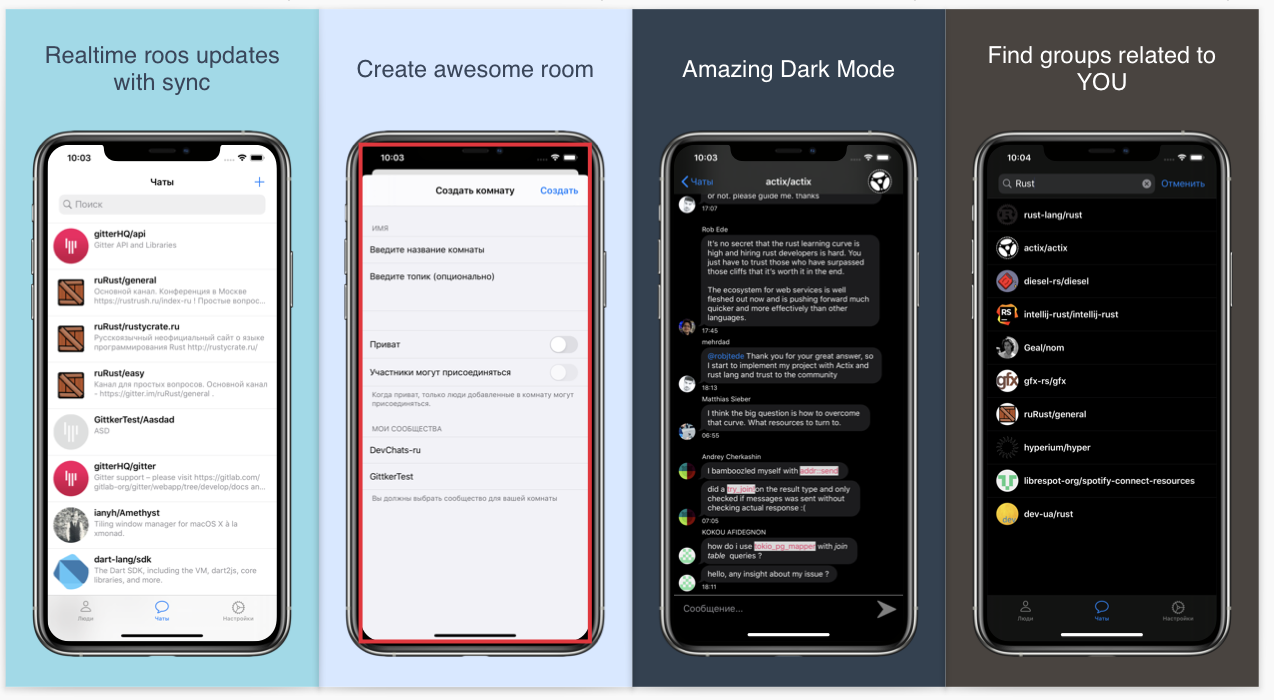 Realtime roos updates
with sync
10:03
Чаты
Поиск
gitterHQ/api
Gitter API and Libraries
ruRust/general
Основной канал. Конференция в Москве
https://rustrush.ru/index-ru ! Простые вопрос...
ruRust/rustycrate.ru
Русскоязычный неофициальный сайт о языке
программирования Rust http://rustycrate.ru/
ruRust/easy
Канал для простых вопросов. Основной канал
- https://gitter.im/ruRust/general .
GittkerTest/Aasdad
ASD
gitterHQ/gitter
Gitter support – please visit https://gitlab.com/
gitlab-org/gitter/webapp/tree/develop/docs an...
ianyh/Amethyst
Tiling window manager for macOS X à la
xmonad.
dart-lang/sdk
The Dart SDK, including the VM, dart2js, core
libraries, and more.
Люди
Чаты
Настройки
Create awesome room
10:03
Создать комнату
Создать
ИМЯ
Введите название комнаты
Введите топик (опционально)
Приват
Участники могут присоединяться
Когда приват, только люди добавленные в комнату могут
присоединяться.
МОИ СООБЩЕСТВА
DevChats-ru
GittkerTest
Вы должны выбрать сообщество для вашей комнаты
Amazing Dark Mode
10:03
Чаты
actix/actix
or not. please guide me. thanks
17:07
Rob Ede
It's no secret that the rust learning curve is
high and hiring rust developers is hard. You
just have to trust those who have surpassed
those cliffs that it's worth it in the end.
The ecosystem for web services is well
fleshed out now and is pushing forward much
quicker and more effectively than other
languages.
17:45
mehrdad
@robjtede Thank you for your great answer, so
I start to implement my project with Actix and
rust lang and trust to the community
18:13
Matthias Sieber
I think the big question is how to overcome
that curve. What resources to turn to.
06:55
Andrey Cherkashin
I bamboozled myself with addr::send
did a try_join on the result type and only
checked if messages was sent without
checking actual response :(
07:05
KOKOU AFIDEGNON
how do i use tokio_pg_mapper with join
table queries ?
hello, any insight about my issue ?
18:11
Сообщение...
Find groups related to
YOU
10:04
Rust
Отменить
rust-lang/rust
actix/actix
diesel-rs/diesel
RS
intellij-rust/intellij-rust
Geal/nom
gfx
gfx-rs/gfx
ruRust/general
hyperium/hyper
librespot-org/spotify-connect-resources
dev
dev-ua/rust
Люди
Чаты
Настройки